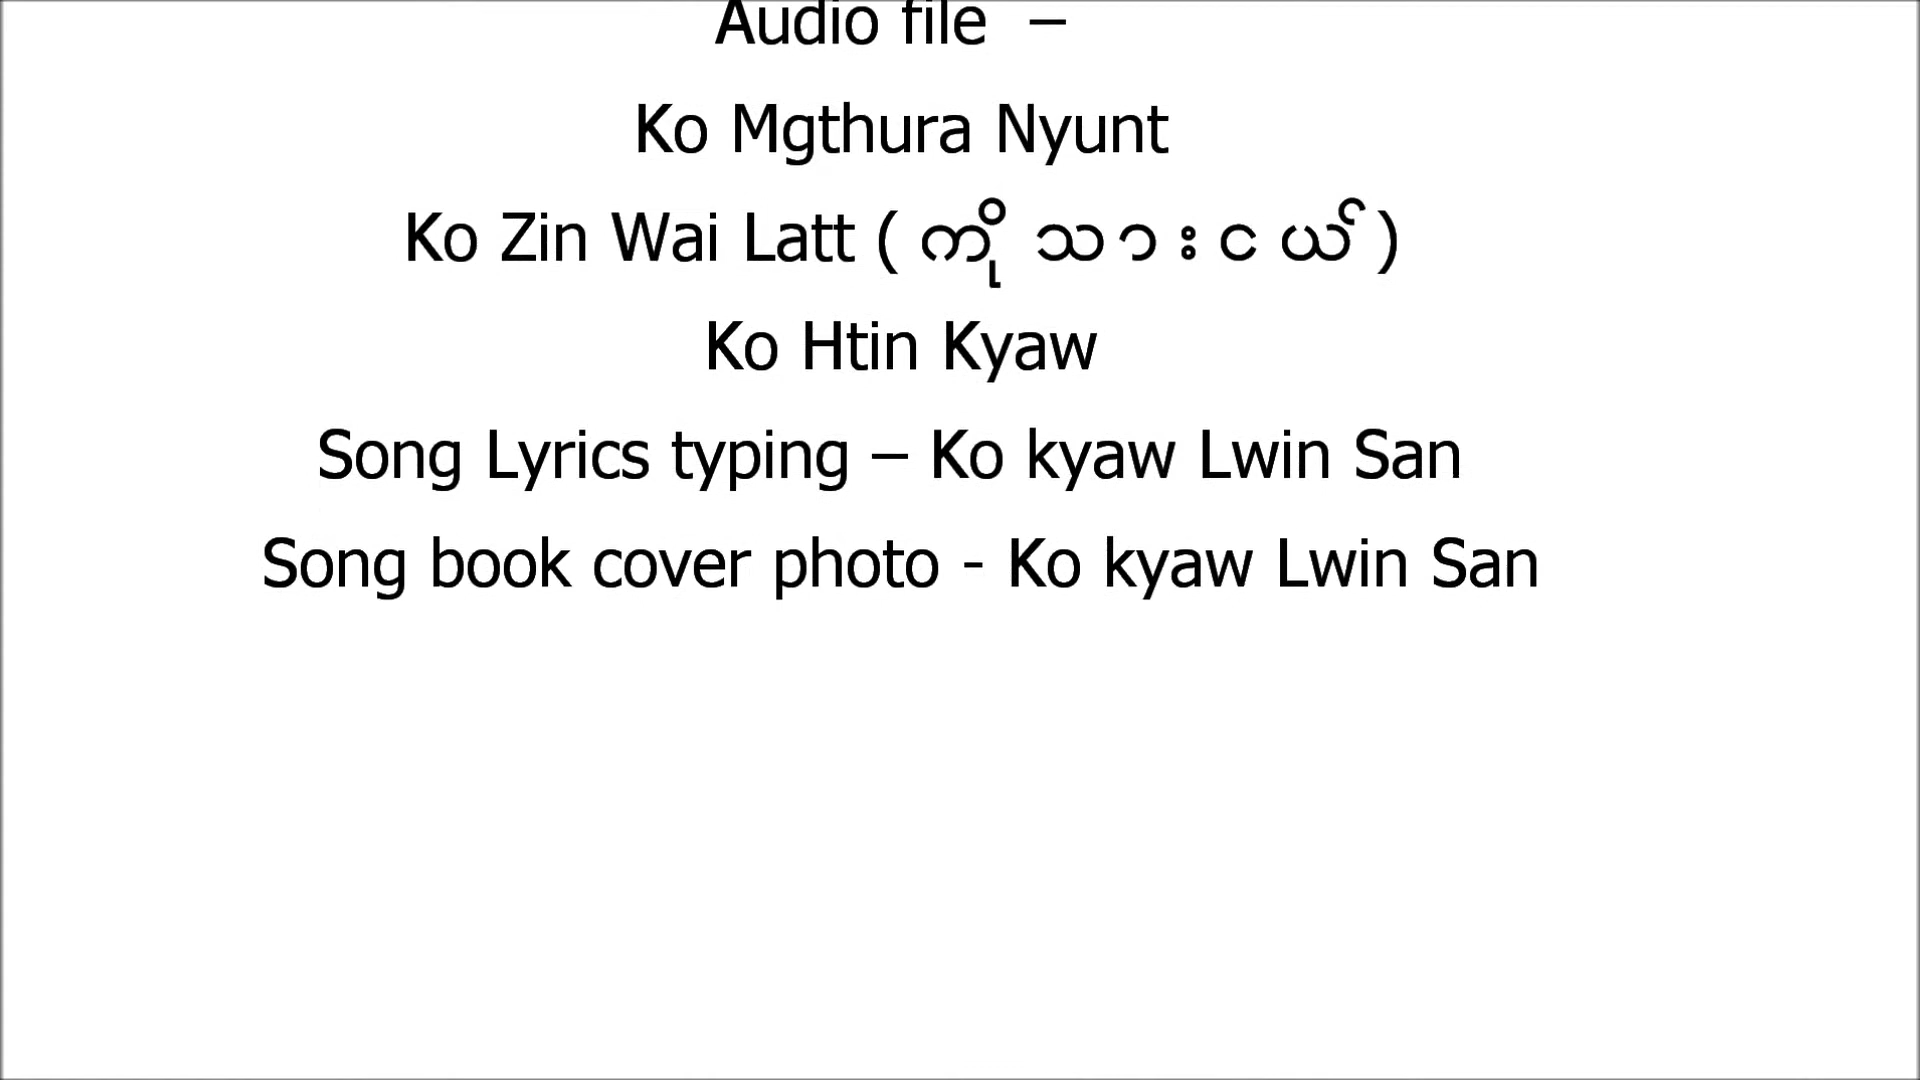 Audio file –
Ko Mgthura Nyunt
Ko Zin Wai Latt ( ကို သားငယ်)
Ko Htin Kyaw
Song Lyrics typing – Ko kyaw Lwin San
Song book cover photo - Ko kyaw Lwin San